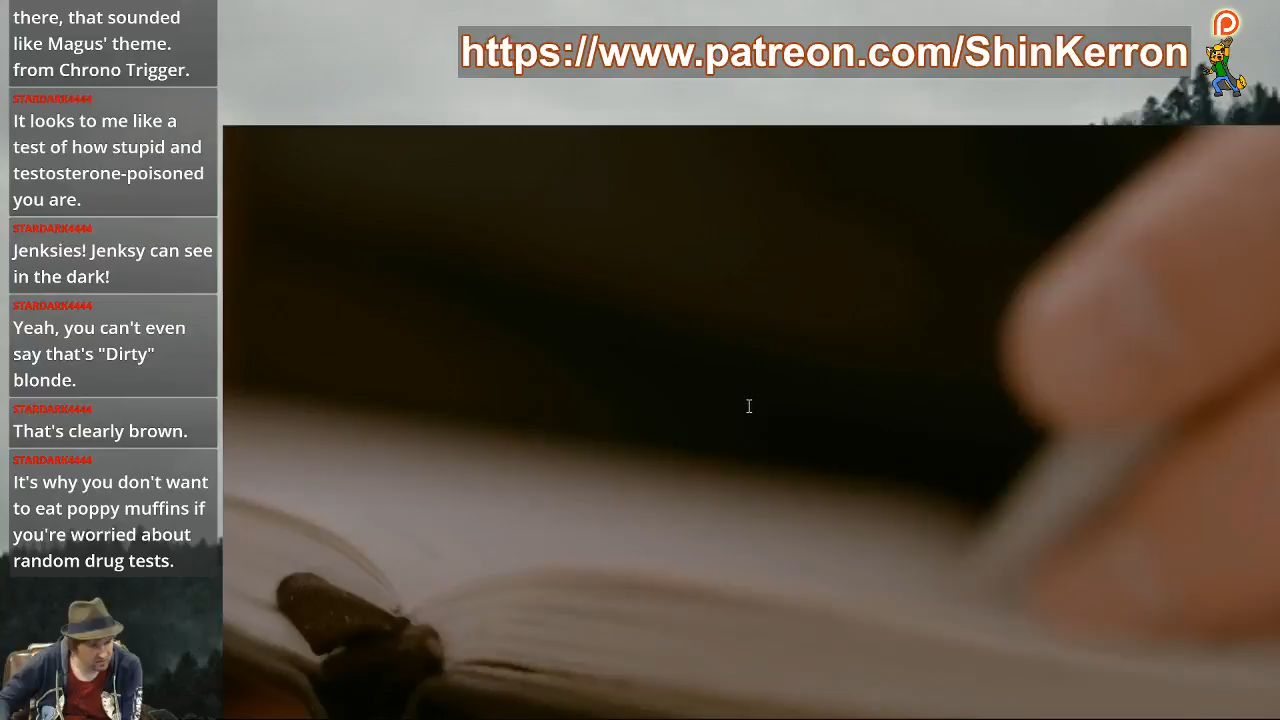 there, that sounded
like Magus' theme.
from Chrono Trigger.
STARDARK4444
It looks to me like a
test of how stupid and
testosterone-poisoned
you are.
STARDARK4444
Jenksies! Jenksy can see
in the dark!
STARDARK4444
Yeah, you can't even
say that's "Dirty"
blonde.
STARDARK4444
That's clearly brown.
STARDARK4444
It's why you don't want
to eat poppy muffins if
you're worried about
random drug tests.
https://www.patreon.com/ShinKerron